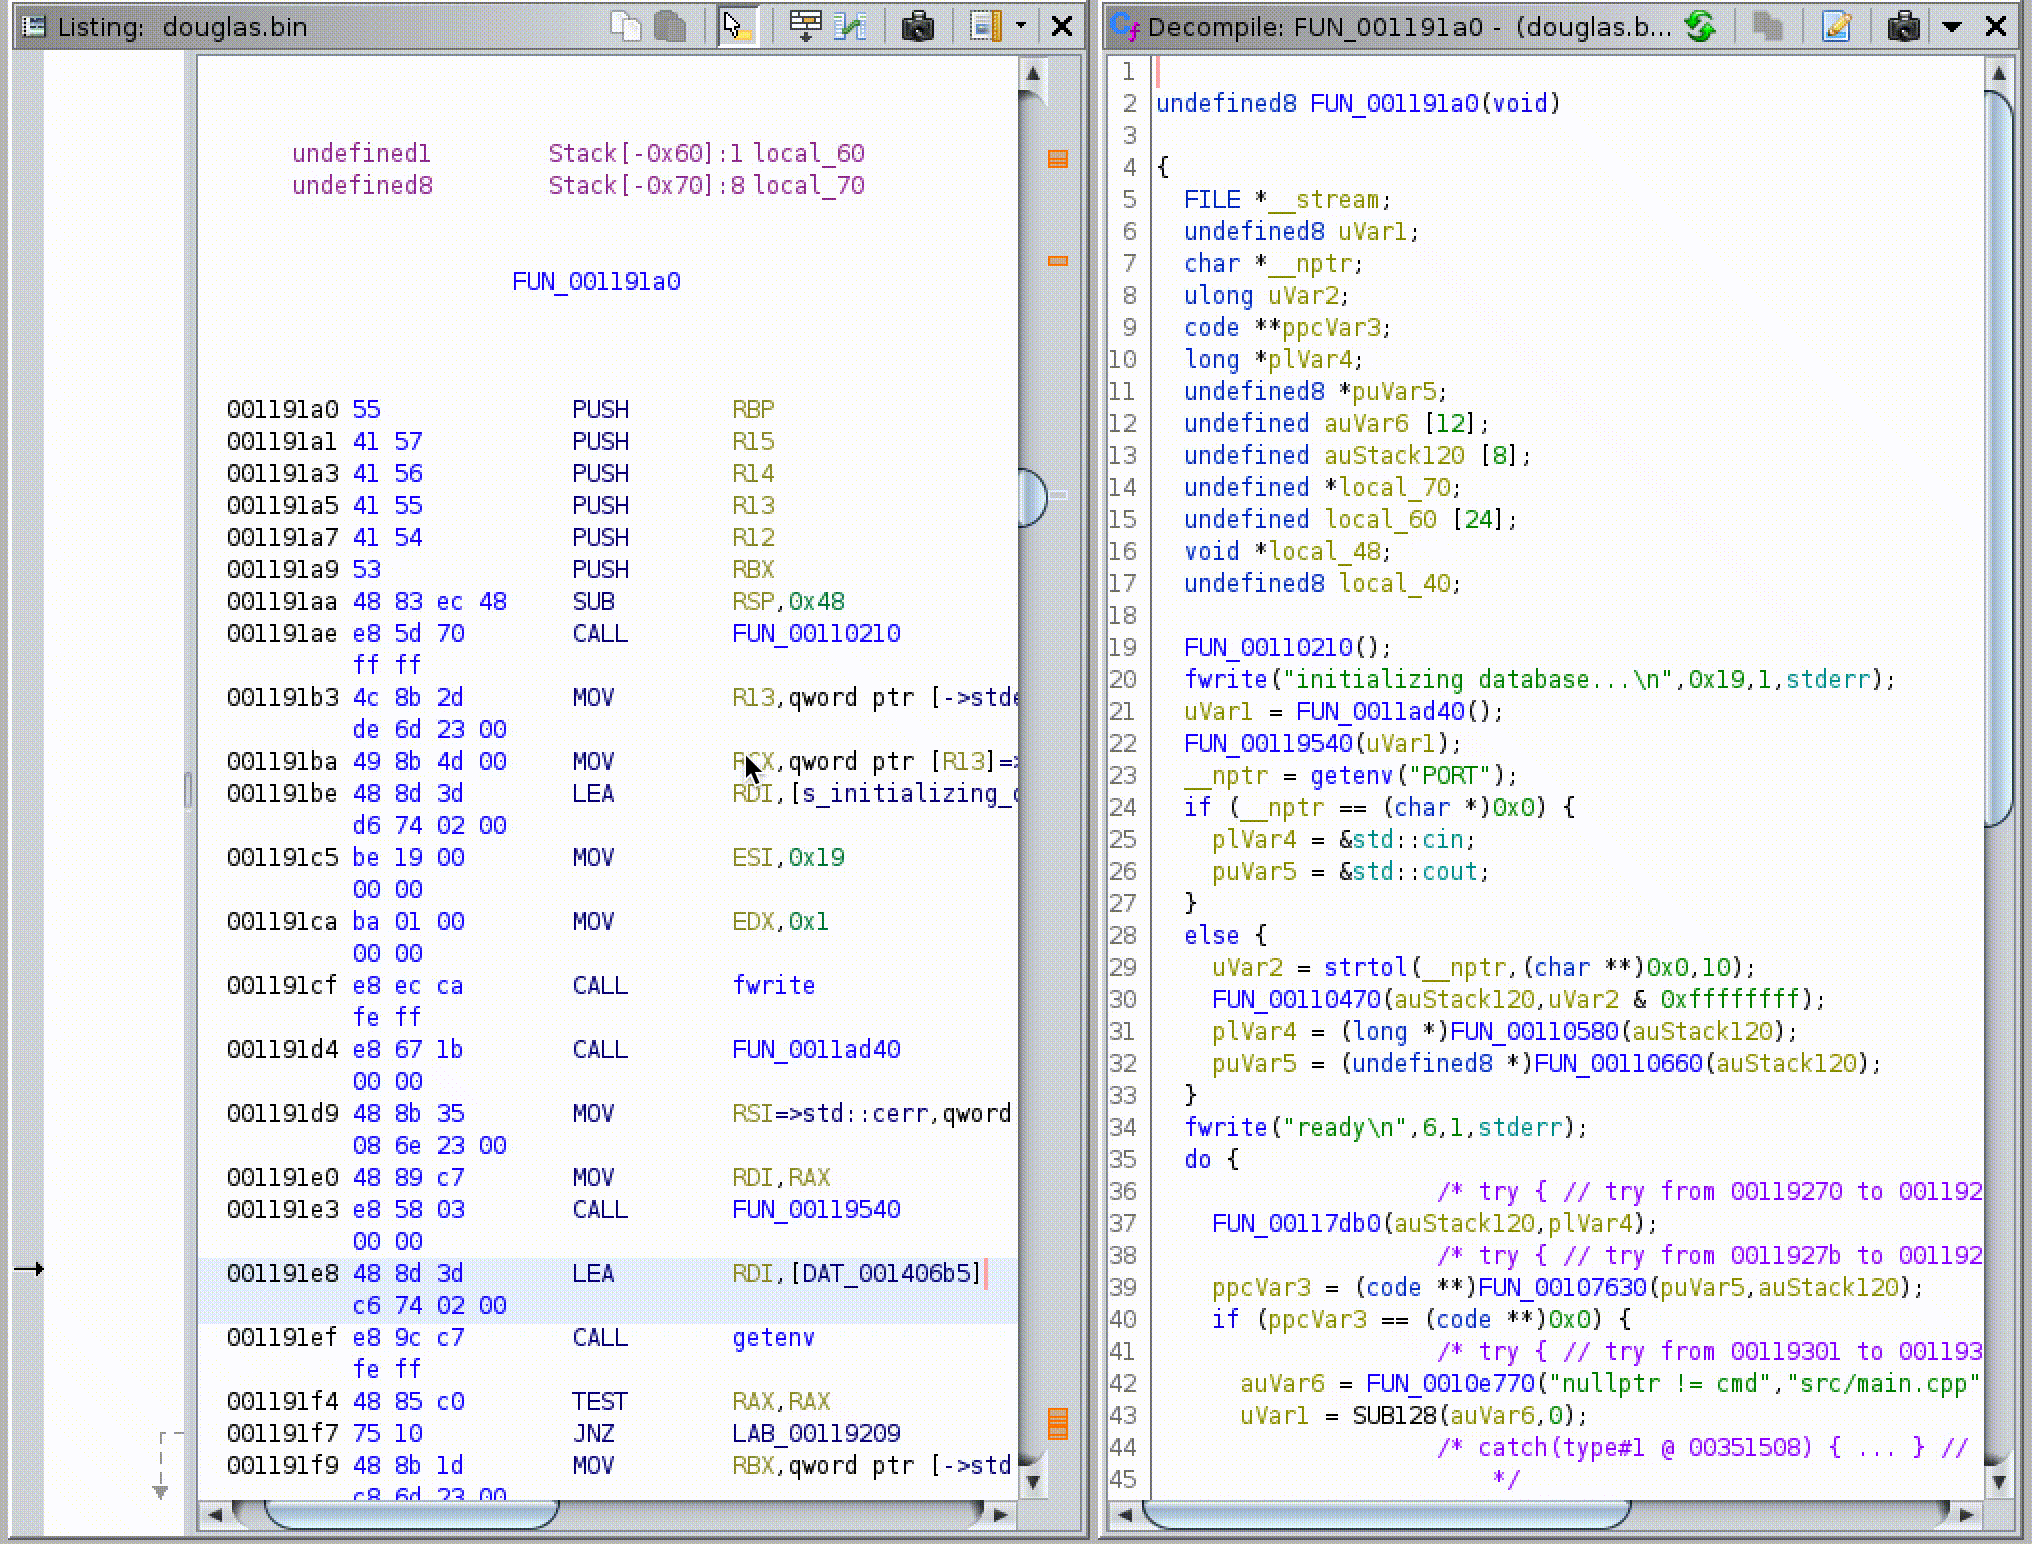 Listing: douglas.bin
undefined1 Stack[-0x60]:1 local_60
undefined8 Stack[-0x70]:8 local_70
FUN_001191a0
001191a0 55 PUSH RBP
001191a1 41 57 PUSH R15
001191a3 41 56 PUSH R14
001191a5 41 55 PUSH R13
001191a7 41 54 PUSH R12
001191a9 53 PUSH RBX
001191aa 48 83 ec 48 SUB RSP,0x48
001191ae e8 5d 70 CALL FUN_00110210
ff ff
001191b3 4c 8b 2d MOV R13,qword ptr [->stde
de 6d 23 00
001191ba 49 8b 4d 00 MOV RCX,qword ptr [R13]=>
001191be 48 8d 3d LEA RDI,[s_initializing_d
d6 74 02 00
001191c5 be 19 00 MOV ESI,0x19
00 00
001191ca ba 01 00 MOV EDX,0x1
00 00
001191cf e8 ec ca CALL fwrite
fe ff
001191d4 e8 67 1b CALL FUN_0011ad40
00 00
001191d9 48 8b 35 MOV RSI=>std::cerr,qword
08 6e 23 00
001191e0 48 89 c7 MOV RDI,RAX
001191e3 e8 58 03 CALL FUN_00119540
00 00
001191e8 48 8d 3d LEA RDI,[DAT_001406b5]
c6 74 02 00
001191ef e8 9c c7 CALL getenv
fe ff
001191f4 48 85 c0 TEST RAX,RAX
001191f7 75 10 JNZ LAB_00119209
001191f9 48 8b 1d MOV RBX,qword ptr [->std
c8 6d 23 00
Decompile: FUN_001191a0 - (douglas.b...
1
2 undefined8 FUN_001191a0(void)
3
4 {
5 FILE *__stream;
6 undefined8 uVar1;
7 char *__nptr;
8 ulong uVar2;
9 code **ppcVar3;
10 long *plVar4;
11 undefined8 *puVar5;
12 undefined auVar6 [12];
13 undefined auStack120 [8];
14 undefined *local_70;
15 undefined local_60 [24];
16 void *local_48;
17 undefined8 local_40;
18
19 FUN_00110210();
20 fwrite("initializing database...\n",0x19,1,stderr);
21 uVar1 = FUN_0011ad40();
22 FUN_00119540(uVar1);
23 __nptr = getenv("PORT");
24 if (__nptr == (char *)0x0) {
25 plVar4 = &std::cin;
26 puVar5 = &std::cout;
27 }
28 else {
29 uVar2 = strtol(__nptr,(char **)0x0,10);
30 FUN_00110470(auStack120,uVar2 & 0xffffffff);
31 plVar4 = (long *)FUN_00110580(auStack120);
32 puVar5 = (undefined8 *)FUN_00110660(auStack120);
33 }
34 fwrite("ready\n",6,1,stderr);
35 do {
36 /* try { // try from 00119270 to 001192
37 FUN_00117db0(auStack120,plVar4);
38 /* try { // try from 0011927b to 001192
39 ppcVar3 = (code **)FUN_00107630(puVar5,auStack120);
40 if (ppcVar3 == (code **)0x0) {
41 /* try { // try from 00119301 to 001193
42 auVar6 = FUN_0010e770("nullptr != cmd","src/main.cpp"
43 uVar1 = SUB128(auVar6,0);
44 /* catch(type#1 @ 00351508) { ... } //
45 */